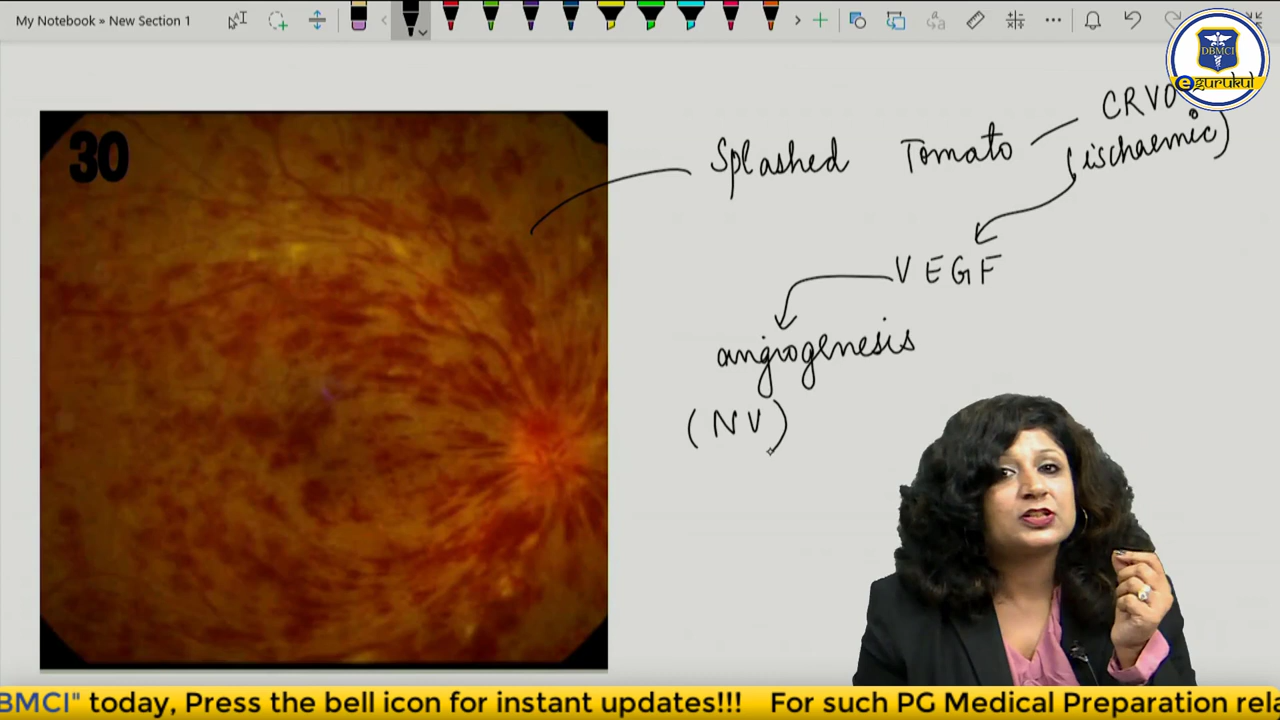 My Notebook » New Section 1
DBMCI
eगुरुकुल
30
Splashed Tomato
CRVO
(ischaemic)
VEGF
angiogenesis
(NV)
BMCI" today, Press the bell icon for instant updates!!! For such PG Medical Preparation rela